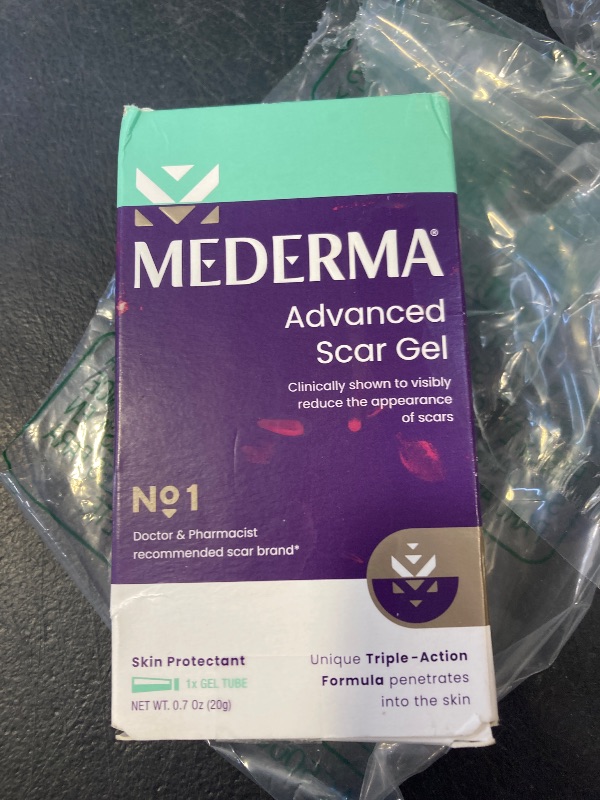 MEDERMA®
Advanced
Scar Gel
Clinically shown to visibly
reduce the appearance
of scars
Nº1
Doctor & Pharmacist
recommended scar brand*
Skin Protectant
1x GEL TUBE
NET WT. 0.7 Oz (20g)
Unique Triple-Action
Formula penetrates
into the skin